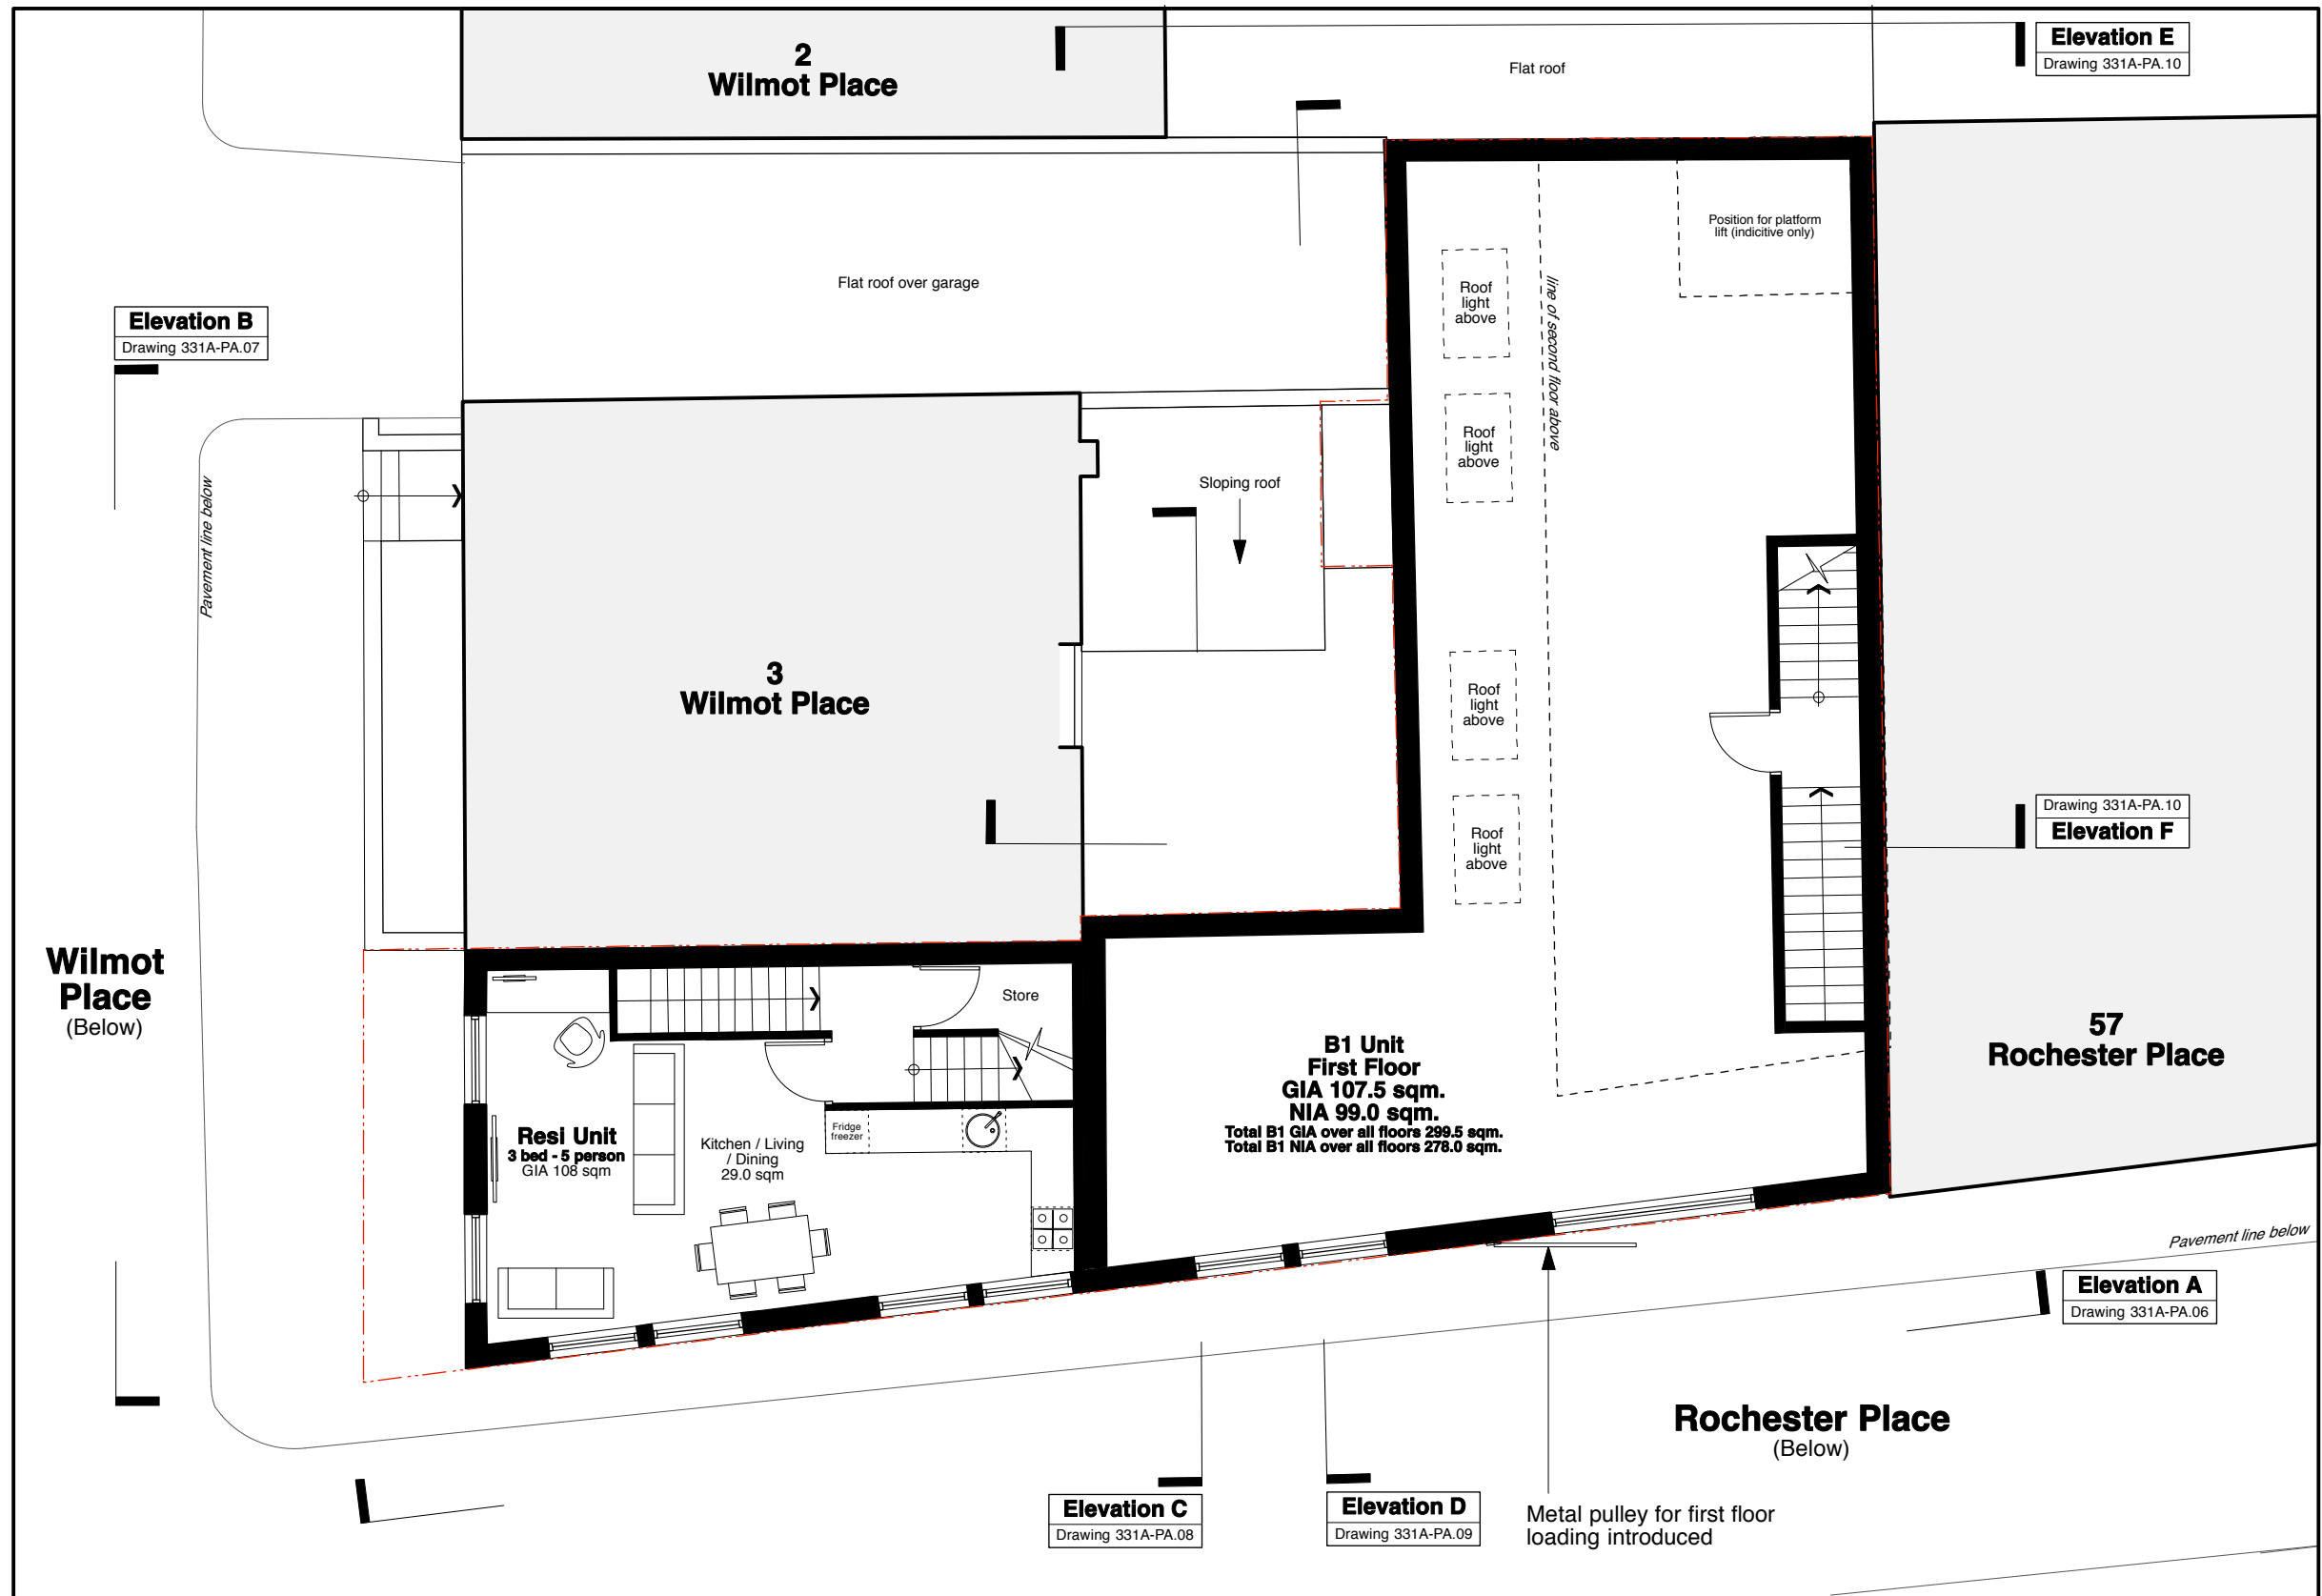 2
Wilmot Place
Flat roof
Elevation E
Drawing 331A-PA.10
Position for platform
lift (indicitive only)
Flat roof over garage
Roof
light
above
line of second floor above
Elevation B
Drawing 331A-PA.07
Roof
light
above
Pavement line below
Sloping roof
3
Wilmot Place
Roof
light
above
Roof
light
above
Drawing 331A-PA.10
Elevation F
Wilmot
Place
(Below)
Store
57
Rochester Place
B1 Unit
First Floor
GIA 107.5 sqm.
NIA 99.0 sqm.
Total B1 GIA over all floors 299.5 sqm.
Total B1 NIA over all floors 278.0 sqm.
Resi Unit
3 bed - 5 person
GIA 108 sqm
Kitchen / Living
/ Dining
29.0 sqm
Fridge
freezer
Pavement line below
Elevation A
Drawing 331A-PA.06
Rochester Place
(Below)
Elevation C
Drawing 331A-PA.08
Elevation D
Drawing 331A-PA.09
Metal pulley for first floor
loading introduced